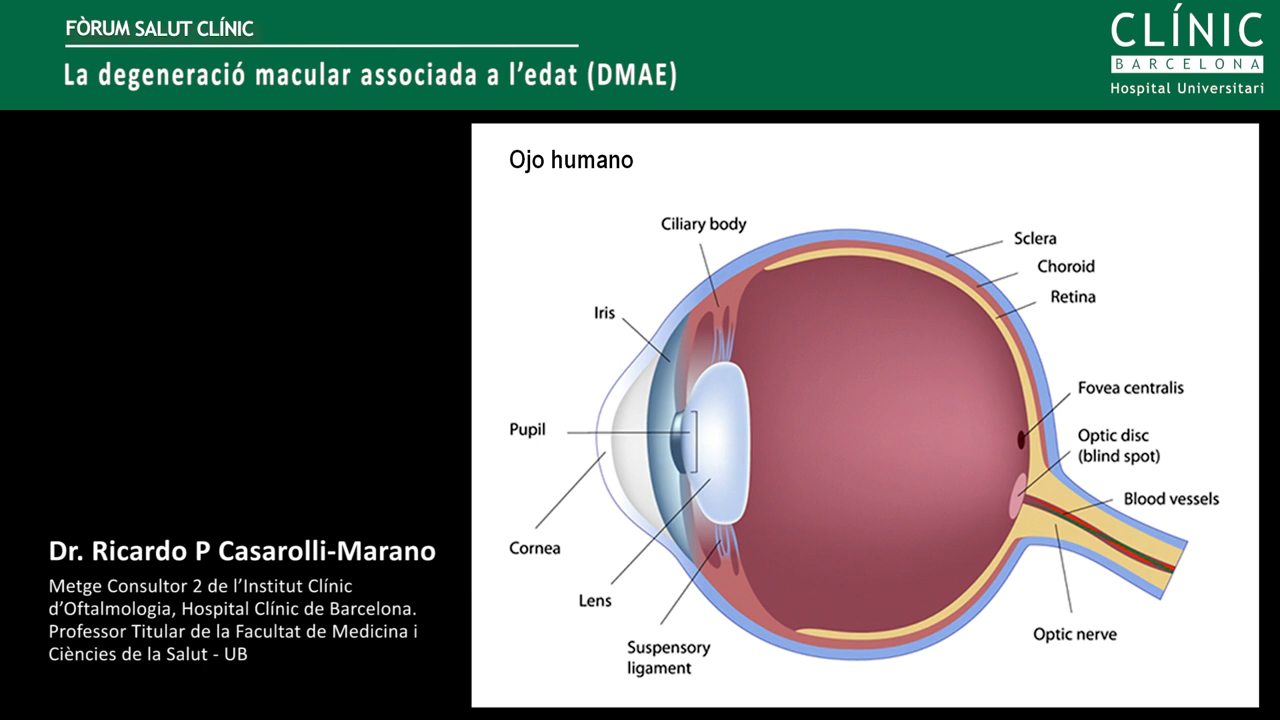 FÒRUM SALUT CLÍNIC
La degeneració macular associada a l'edat (DMAE)
CLÍNIC
BARCELONA
Hospital Universitari
Ojo humano
Ciliary body
Sclera
Choroid
Retina
Iris
Fovea centralis
Pupil
Optic disc
(blind spot)
Blood vessels
Cornea
Lens
Optic nerve
Suspensory
ligament
Dr. Ricardo P Casarolli-Marano
Metge Consultor 2 de l'Institut Clínic
d'Oftalmologia, Hospital Clínic de Barcelona.
Professor Titular de la Facultat de Medicina i
Ciències de la Salut - UB